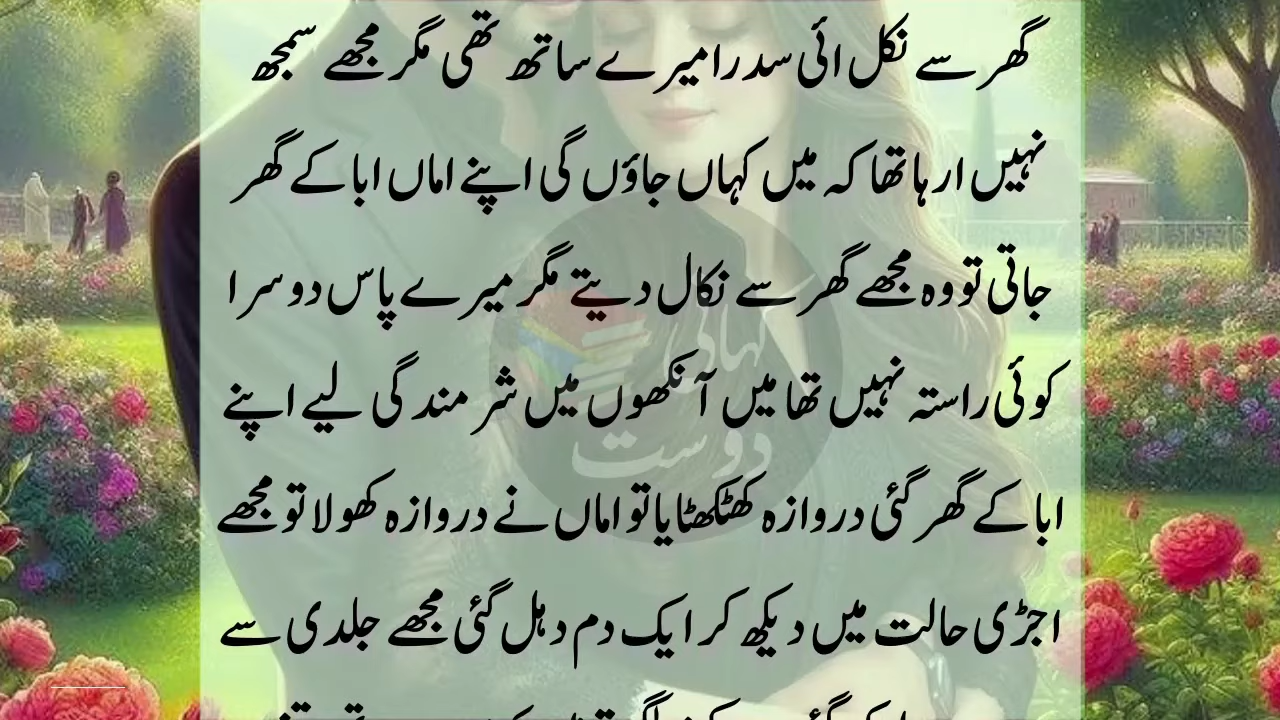 گھر سے نکل ائی سدرا میرے ساتھ تھی مگر مجھے سمجھ
نہیں ارہا تھا کہ میں کہاں جاؤں گی اپنے اماں ابا کے گھر
جاتی تو وہ مجھے گھر سے نکال دیتے مگر میرے پاس دوسرا
کوئی راستہ نہیں تھا میں آنکھوں میں شرمندگی لیے اپنے
ابا کے گھر گئی دروازہ کھٹکھٹایا تو اماں نے دروازہ کھولا تو مجھے
اجڑی حالت میں دیکھ کر ایک دم دہل گئی مجھے جلدی سے
کہانی
دوست